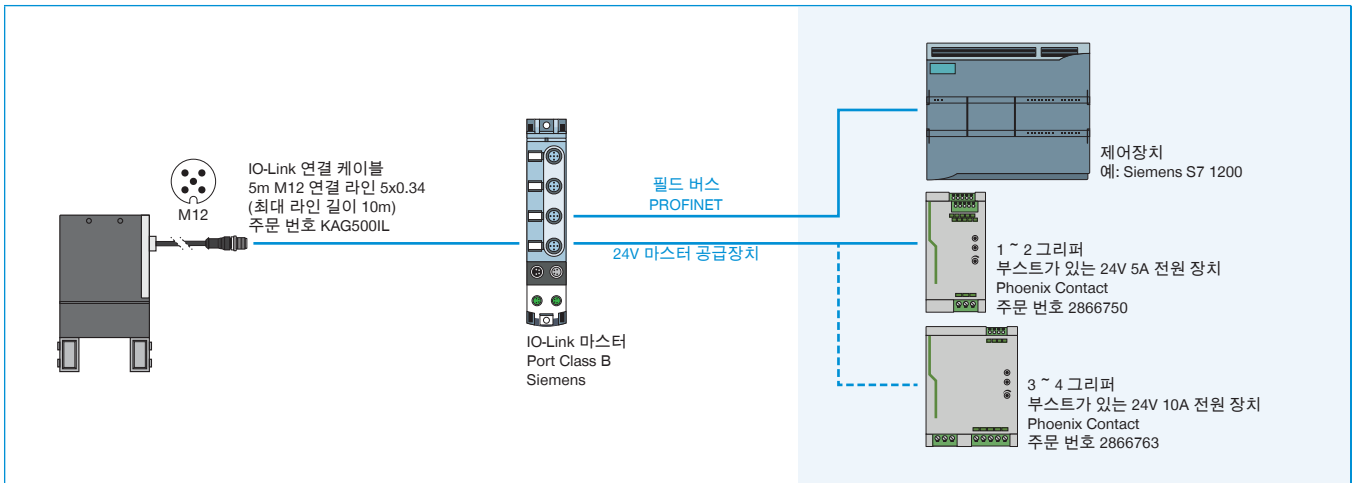 M12
IO-Link 연결 케이블
5m M12 연결 라인 5x0.34
(최대 라인 길이 10m)
주문 번호 KAG500IL
IO-Link 마스터
Port Class B
Siemens
필드 버스
PROFINET
24V 마스터 공급장치
제어장치
예: Siemens S7 1200
1 ~ 2 그리퍼
부스트가 있는 24V 5A 전원 장치
Phoenix Contact
주문 번호 2866750
3 ~ 4 그리퍼
부스트가 있는 24V 10A 전원 장치
Phoenix Contact
주문 번호 2866763